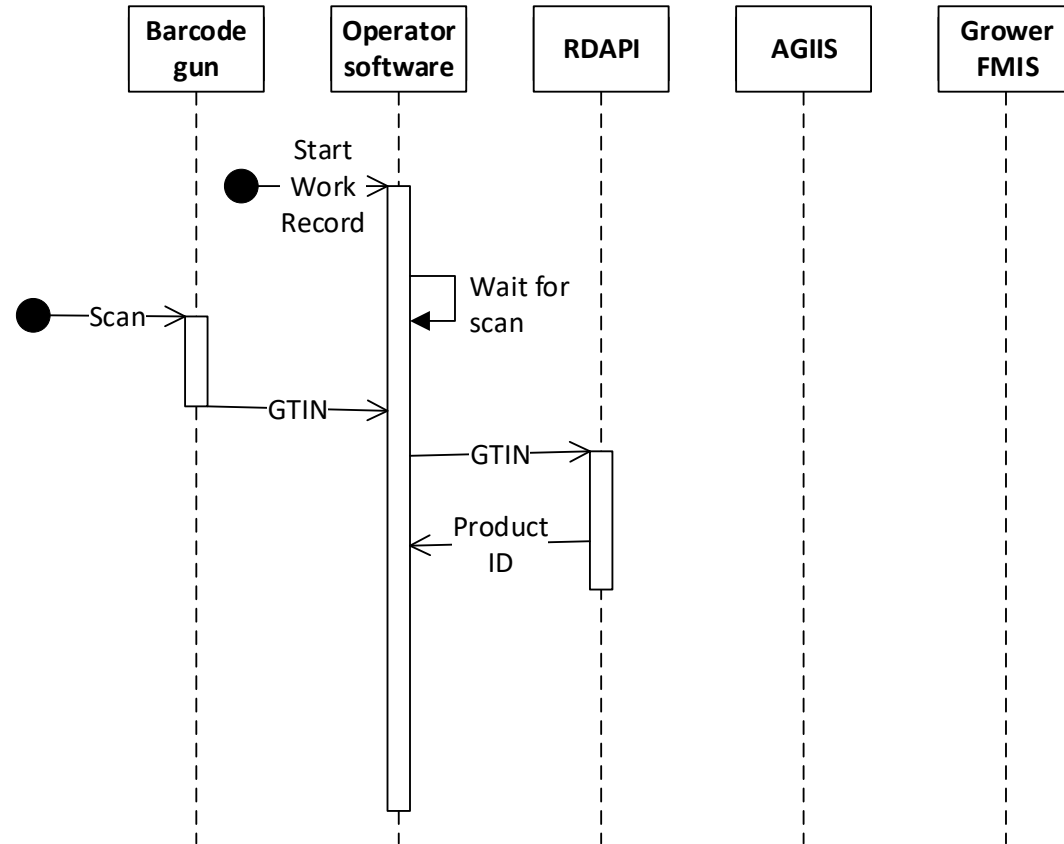 Barcode
gun
Operator
software
RDAPI
AGIIS
Grower
FMIS
Start
Work
Record
Wait for
scan
Scan
GTIN
GTIN
Product
ID